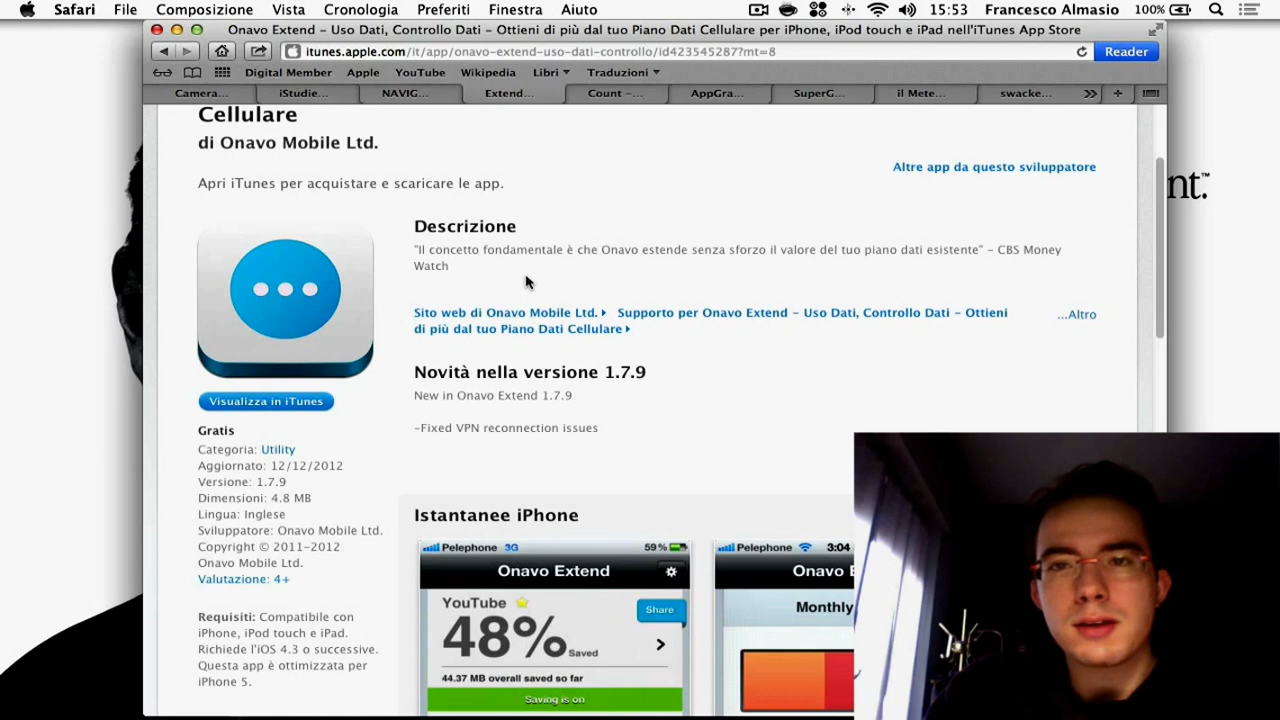 Safari File Composizione Vista Cronologia Preferiti Finestra Aiuto 15:53 Francesco Almasio 100%
Onavo Extend – Uso Dati, Controllo Dati – Ottieni di più dal tuo Piano Dati Cellulare per iPhone, iPod touch e iPad nell'iTunes App Store
itunes.apple.com/it/app/onavo-extend-uso-dati-controllo/id423545287?mt=8 Reader
Digital Member Apple YouTube Wikipedia Libri Traduzioni
Camera... iStudie... NAVIG... Extend... Count –... AppGra... SuperG... il Mete... swacke...
Cellulare
di Onavo Mobile Ltd.
Altre app da questo sviluppatore
Apri iTunes per acquistare e scaricare le app.
nt.™
Descrizione
"Il concetto fondamentale è che Onavo estende senza sforzo il valore del tuo piano dati esistente" – CBS Money
Watch
Sito web di Onavo Mobile Ltd. Supporto per Onavo Extend – Uso Dati, Controllo Dati – Ottieni
di più dal tuo Piano Dati Cellulare
...Altro
Novità nella versione 1.7.9
New in Onavo Extend 1.7.9
-Fixed VPN reconnection issues
Visualizza in iTunes
Gratis
Categoria: Utility
Aggiornato: 12/12/2012
Versione: 1.7.9
Dimensioni: 4.8 MB
Lingua: Inglese
Sviluppatore: Onavo Mobile Ltd.
Copyright © 2011-2012
Onavo Mobile Ltd.
Valutazione: 4+
Requisiti: Compatibile con
iPhone, iPod touch e iPad.
Richiede l'iOS 4.3 o successive.
Questa app è ottimizzata per
iPhone 5.
Istantanee iPhone
Pelephone 3G 59%
Onavo Extend
YouTube
Share
48% Saved
44.37 MB overall saved so far
Saving is on
Pelephone 3:04
Onavo E
Monthly